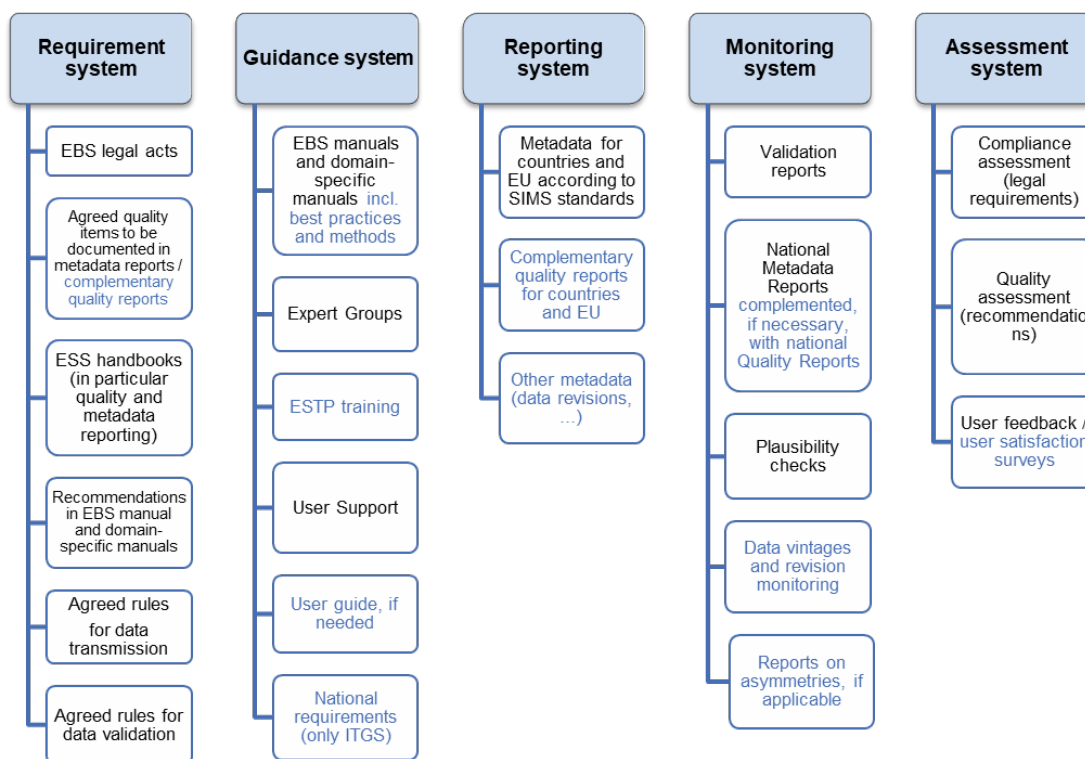 Requirement
system
EBS legal acts
Agreed quality
items to be
documented in
metadata reports /
complementary
quality reports
ESS handbooks
(in particular
quality and
metadata
reporting)
Recommendations
in EBS manual
and domain-
specific manuals
Agreed rules
for data
transmission
Agreed rules for
data validation
Guidance system
EBS manuals
and domain-
specific
manuals incl.
best practices
and methods
Expert Groups
ESTP training
User Support
User guide, if
needed
National
requirements
(only ITGS)
Reporting
system
Metadata for
countries and
EU according to
SIMS standards
Complementary
quality reports
for countries
and EU
Other metadata
(data revisions,
...)
Monitoring
system
Validation
reports
National
Metadata
Reports
complemented,
if necessary,
with national
Quality Reports
Plausibility
checks
Data vintages
and revision
monitoring
Reports on
asymmetries, if
applicable
Assessment
system
Compliance
assessment
(legal
requirements)
Quality
assessment
(recommendatio
ns)
User feedback /
user satisfaction
surveys